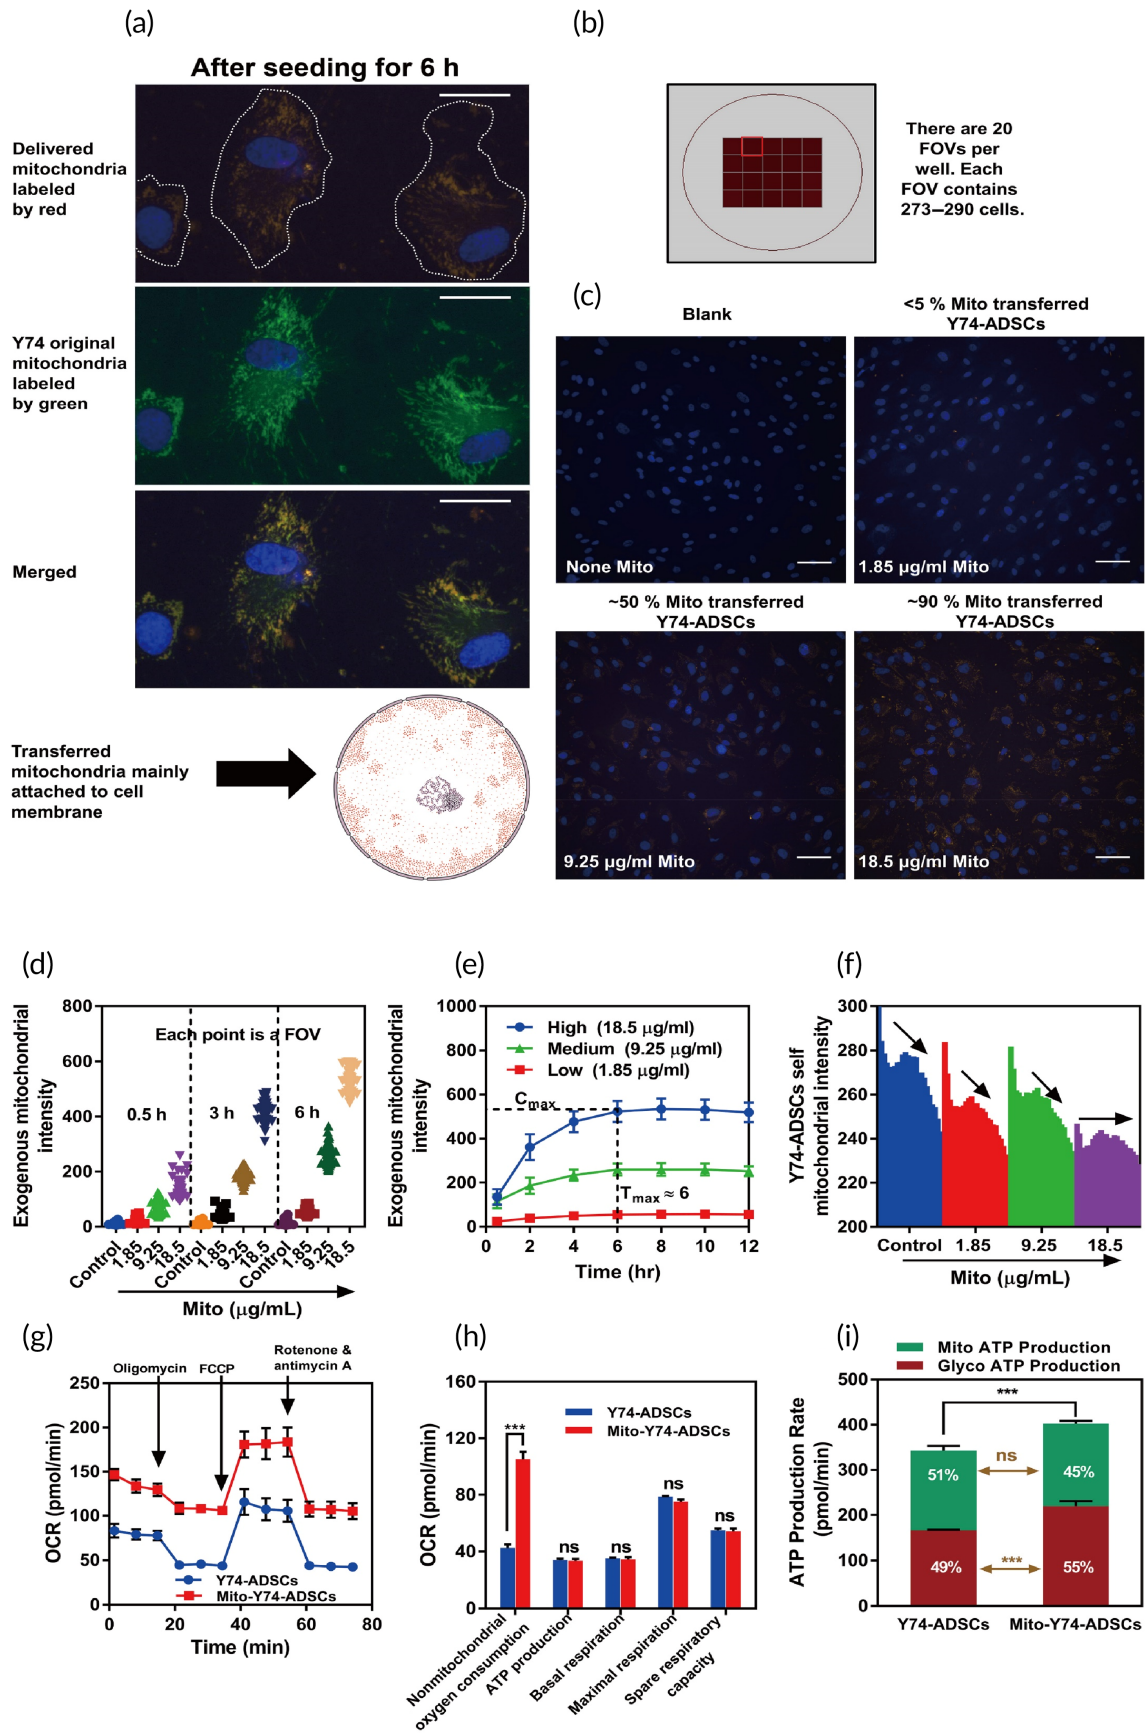 (a)
After seeding for 6 h
Delivered
mitochondria
labeled
by red
Y74 original
mitochondria
labeled
by green
Merged
Transferred
mitochondria mainly
attached to cell
membrane
(b)
There are 20
FOVs per
well. Each
FOV contains
273–290 cells.
(c)
Blank
<5 % Mito transferred
Y74-ADSCs
None Mito
1.85 μg/ml Mito
~50 % Mito transferred
Y74-ADSCs
~90 % Mito transferred
Y74-ADSCs
9.25 μg/ml Mito
18.5 μg/ml Mito
(d)
Exogenous mitochondrial
intensity
800
600
400
200
0
Each point is a FOV
0.5 h
3 h
6 h
Control
1.85
9.25
18.5
Control
1.85
9.25
18.5
Control
1.85
9.25
18.5
Mito (μg/mL)
(e)
Exogenous mitochondrial
intensity
1000
800
600
400
200
0
High (18.5 μg/ml)
Medium (9.25 μg/ml)
Low (1.85 μg/ml)
Cmax
Tmax ≈ 6
0 2 4 6 8 10 12
Time (hr)
(f)
Y74-ADSCs self
mitochondrial intensity
300
280
260
240
220
200
Control 1.85 9.25 18.5
Mito (μg/mL)
(g)
Oligomycin
FCCP
Rotenone &
antimycin A
OCR (pmol/min)
250
200
150
100
50
0
Y74-ADSCs
Mito-Y74-ADSCs
0 20 40 60 80
Time (min)
(h)
OCR (pmol/min)
160
120
80
40
0
Y74-ADSCs
Mito-Y74-ADSCs
***
ns
ns
ns
ns
Nonmitochondrial
oxygen consumption
ATP production
Basal respiration
Maximal respiration
Spare respiratory
capacity
(i)
Mito ATP Production
Glyco ATP Production
ATP Production Rate
(pmol/min)
500
400
300
200
100
0
***
51%
ns
45%
49%
***
55%
Y74-ADSCs Mito-Y74-ADSCs